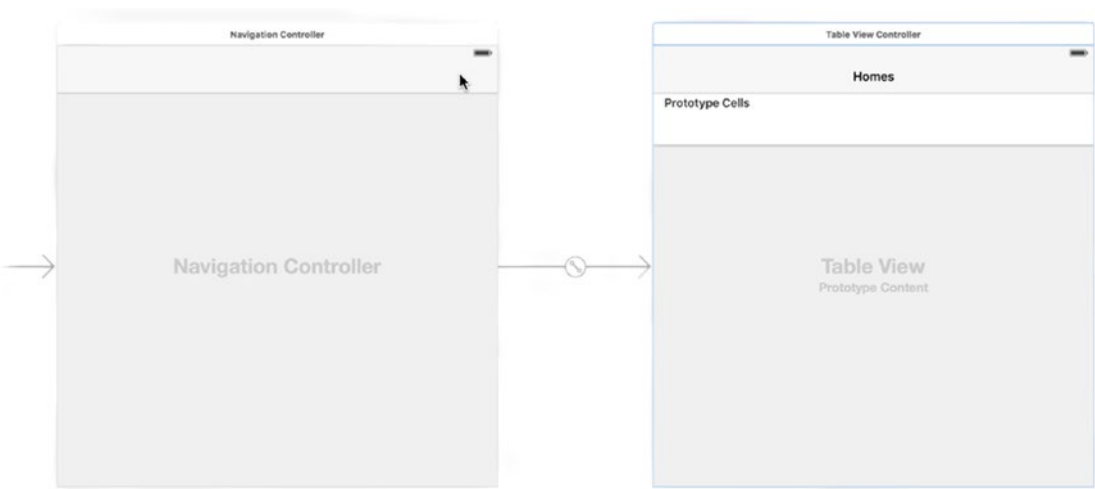 Navigation Controller
Navigation Controller
Table View Controller
Homes
Prototype Cells
Table View
Prototype Content